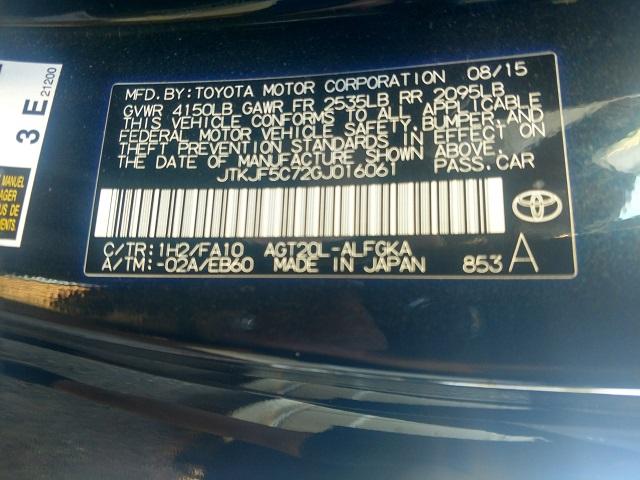 MFD. BY: TOYOTA MOTOR CORPORATION 08/15
GVWR 4150LB GAWR FR 2535LB RR 2095LB
THIS VEHICLE CONFORMS TO ALL APPLICABLE
FEDERAL MOTOR VEHICLE SAFETY, BUMPER, AND
THEFT PREVENTION STANDARDS IN EFFECT ON
THE DATE OF MANUFACTURE SHOWN ABOVE.
JTKJF5C72GJ016061 PASS. CAR
C/TR: 1H2/FA10 AGT20L-ALFGKA
A/TM: -02A/EB60 MADE IN JAPAN 853 A
3 E
21200
MANUEL